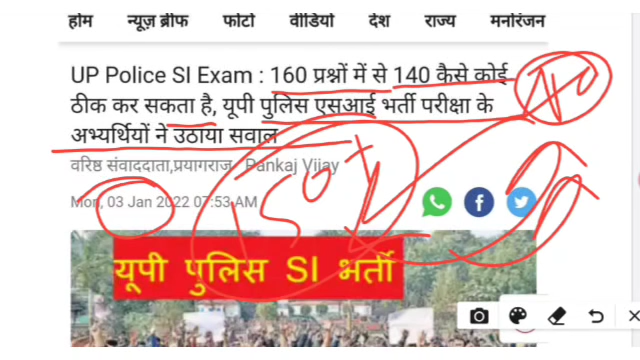 होम न्यूज़ ब्रीफ फोटो वीडियो देश राज्य मनोरंजन
UP Police SI Exam : 160 प्रश्नों में से 140 कैसे कोई
ठीक कर सकता है, यूपी पुलिस एसआई भर्ती परीक्षा के
अभ्यर्थियों ने उठाया सवाल
वरिष्ठ संवाददाता,प्रयागराज Pankaj Vijay
Mon, 03 Jan 2022 07:53 AM
150+
यूपी पुलिस SI भर्ती